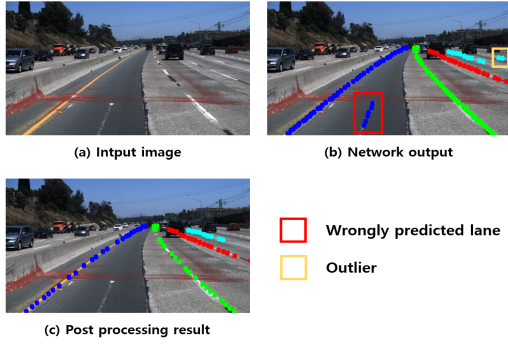 (a) Intput image
(b) Network output
Wrongly predicted lane
Outlier
(c) Post processing result